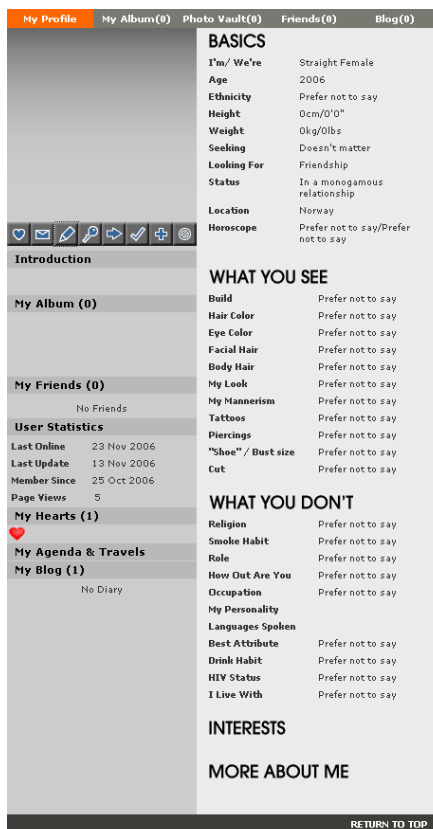 My Profile My Album(0) Photo Vault(0) Friends(0) Blog(0)
BASICS
I'm/ We're Straight Female
Age 2006
Ethnicity Prefer not to say
Height 0cm/0'0"
Weight 0kg/0lbs
Seeking Doesn't matter
Looking For Friendship
Status In a monogamous
relationship
Location Norway
Horoscope Prefer not to say/Prefer
not to say
Introduction
My Album (0)
My Friends (0)
No Friends
User Statistics
Last Online 23 Nov 2006
Last Update 13 Nov 2006
Member Since 25 Oct 2006
Page Views 5
My Hearts (1)
My Agenda & Travels
My Blog (1)
No Diary
WHAT YOU SEE
Build Prefer not to say
Hair Color Prefer not to say
Eye Color Prefer not to say
Facial Hair Prefer not to say
Body Hair Prefer not to say
My Look Prefer not to say
My Mannerism Prefer not to say
Tattoos Prefer not to say
Piercings Prefer not to say
"Shoe" / Bust size Prefer not to say
Cut Prefer not to say
WHAT YOU DON'T
Religion Prefer not to say
Smoke Habit Prefer not to say
Role Prefer not to say
How Out Are You Prefer not to say
Occupation Prefer not to say
My Personality
Languages Spoken
Best Attribute Prefer not to say
Drink Habit Prefer not to say
HIV Status Prefer not to say
I Live With Prefer not to say
INTERESTS
MORE ABOUT ME
RETURN TO TOP